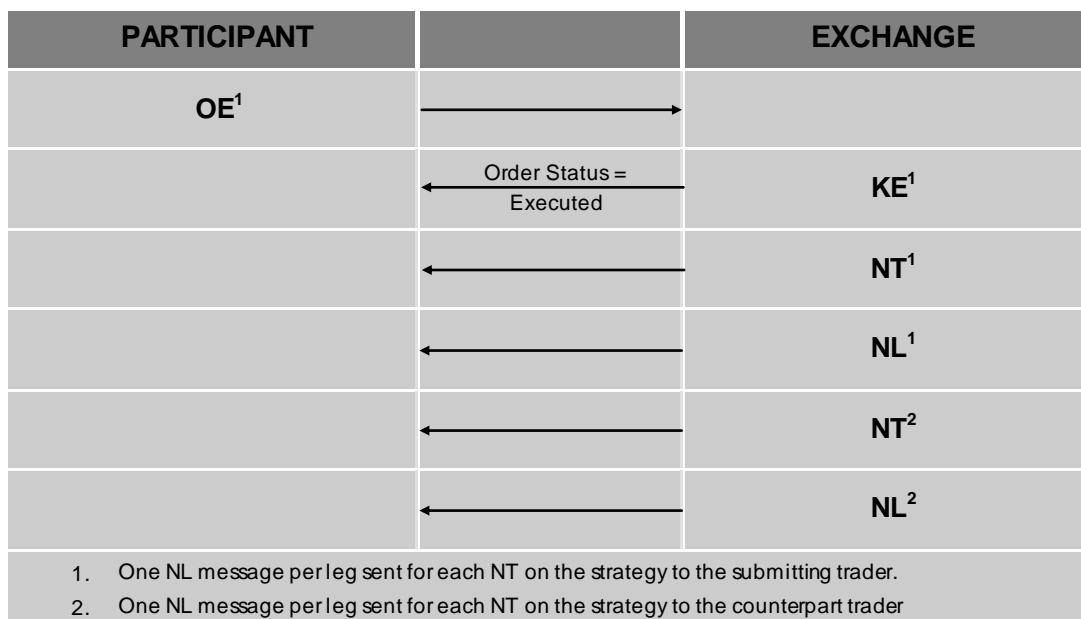 PARTICIPANT EXCHANGE
OE¹
Order Status =
Executed
KE¹
NT¹
NL¹
NT²
NL²
1. One NL message per leg sent for each NT on the strategy to the submitting trader.
2. One NL message per leg sent for each NT on the strategy to the counterpart trader